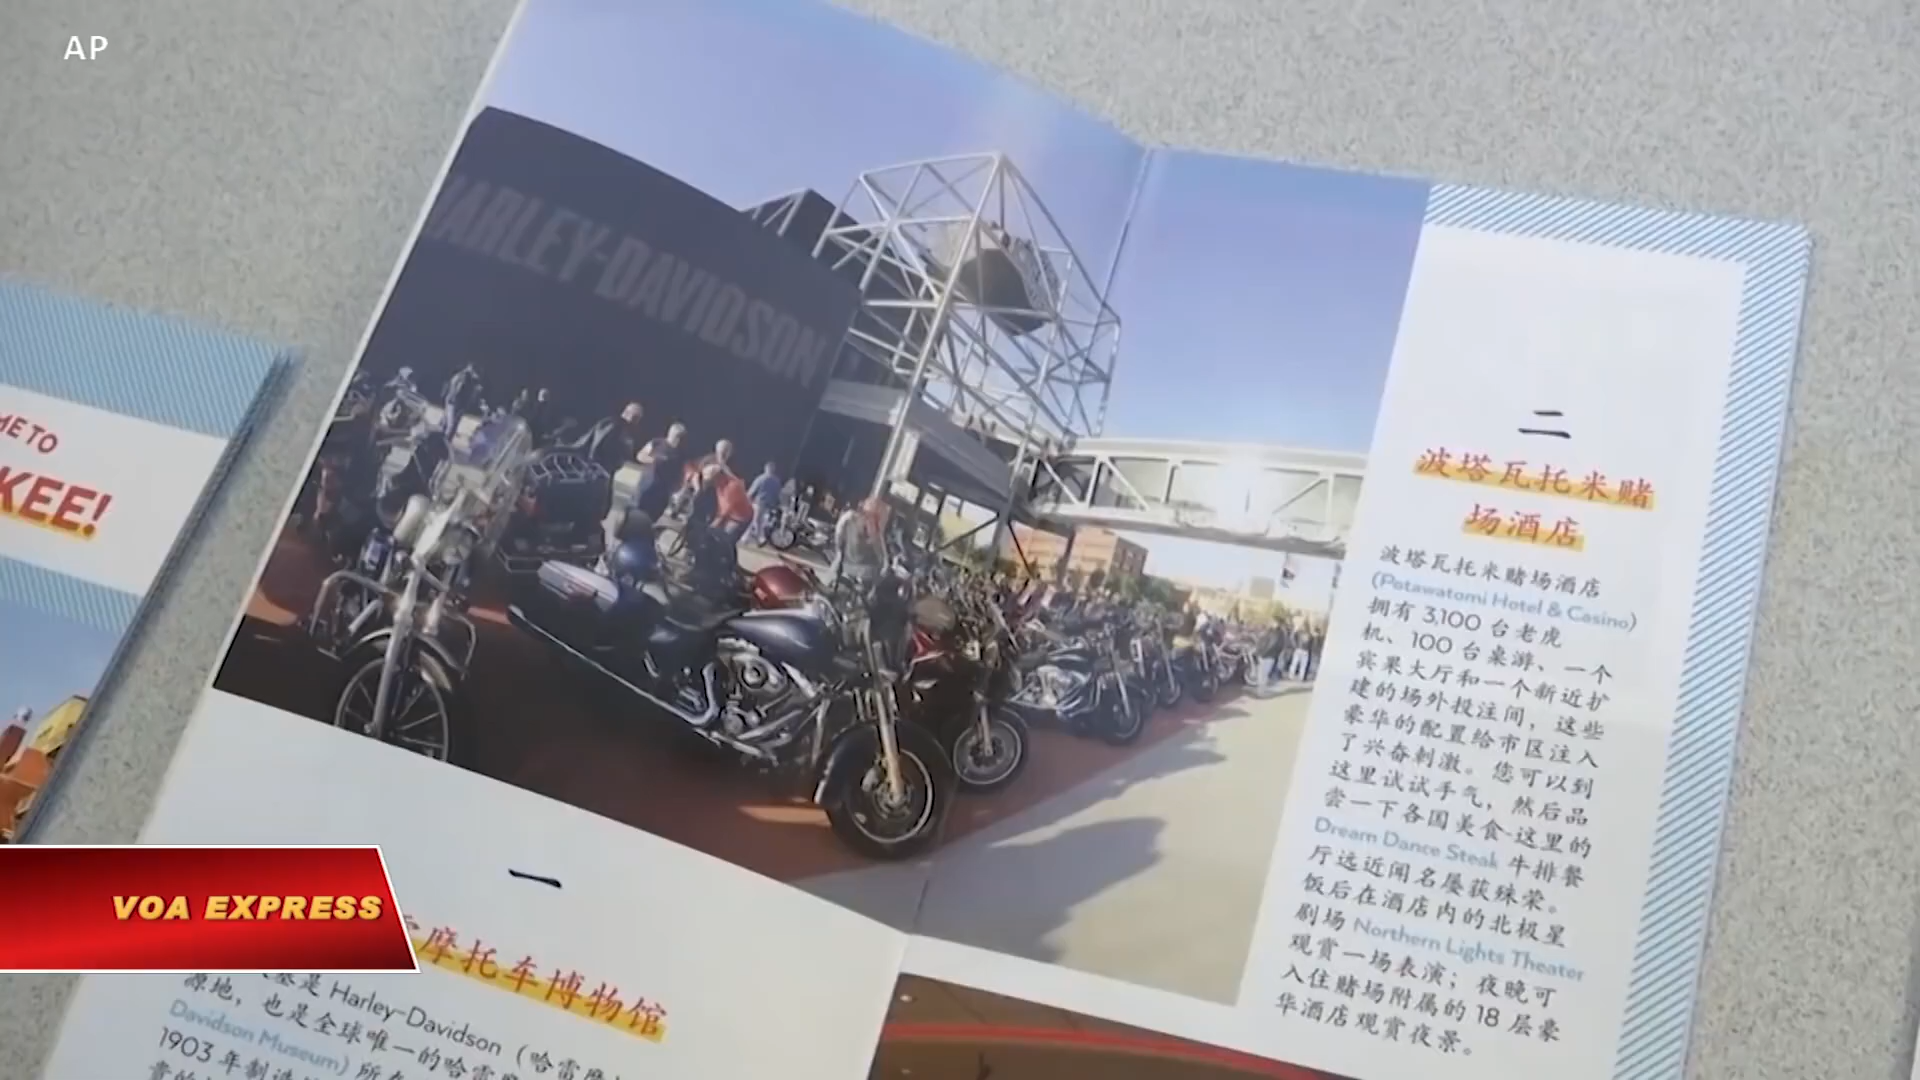 AP
HARLEY-DAVIDSON
ME TO
KEE!
二
波塔瓦托米赌
场酒店
波塔瓦托米赌场酒店
(Potawatomi Hotel & Casino)
拥有 3,100 台老虎
机、100 台桌游、一个
宾果大厅和一个新近扩
建的场外投注间，这些
豪华的配置给市区注入
了兴奋刺激。您可以到
这里试试手气，然后品
尝一下各国美食-这里的
Dream Dance Steak 牛排餐
厅远近闻名屡获殊荣。
饭后在酒店内的北极星
剧场 Northern Lights Theater
观赏一场表演；夜晚可
入住赌场附属的 18 层豪
华酒店观赏夜景。
一
摩托车博物馆
基是 Harley-Davidson（哈雷摩
源地，也是全球唯一的哈雷
Davidson Museum) 所
1903 年制造
VOA EXPRESS